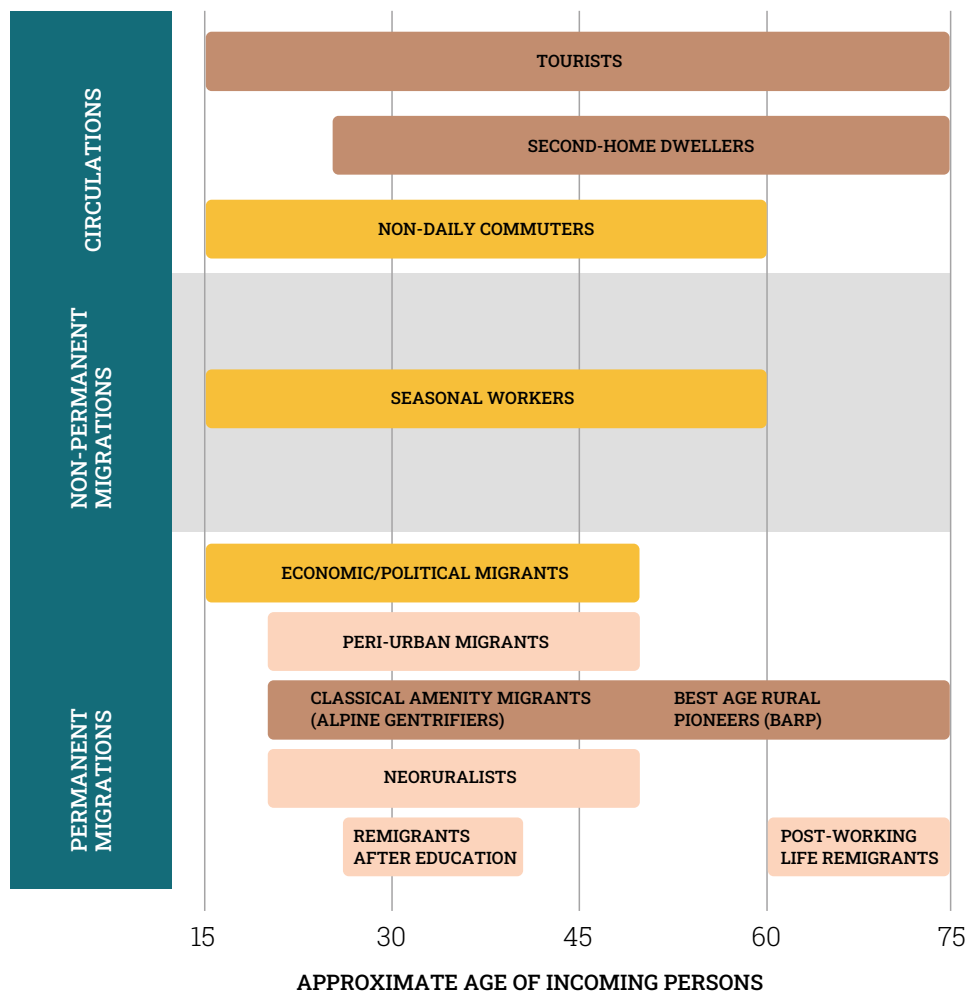 CIRCULATIONS
TOURISTS
SECOND-HOME DWELLERS
NON-DAILY COMMUTERS
NON-PERMANENT
MIGRATIONS
SEASONAL WORKERS
PERMANENT
MIGRATIONS
ECONOMIC/POLITICAL MIGRANTS
PERI-URBAN MIGRANTS
CLASSICAL AMENITY MIGRANTS
(ALPINE GENTRIFIERS)
BEST AGE RURAL
PIONEERS (BARP)
NEORURALISTS
REMIGRANTS
AFTER EDUCATION
POST-WORKING
LIFE REMIGRANTS
15 30 45 60 75
APPROXIMATE AGE OF INCOMING PERSONS